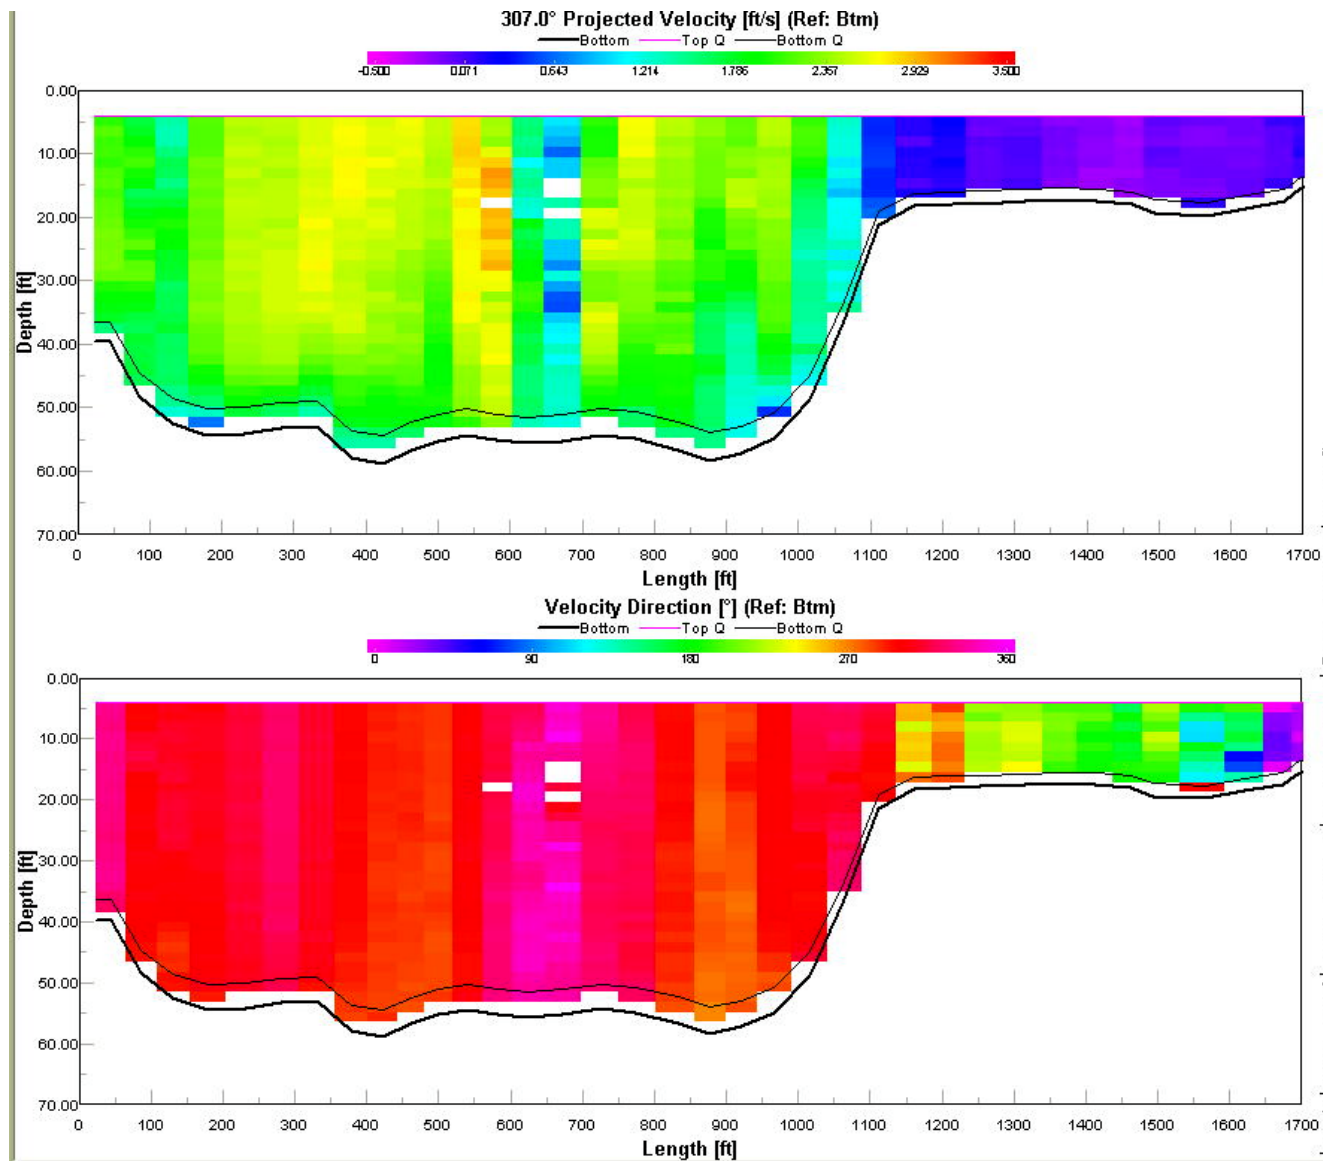 307.0° Projected Velocity [ft/s] (Ref: Btm)
Bottom Top Q Bottom Q
-0.500 0.071 0.643 1.214 1.786 2.357 2.929 3.500
0.00
10.00
20.00
30.00
40.00
50.00
60.00
70.00
Depth [ft]
0 100 200 300 400 500 600 700 800 900 1000 1100 1200 1300 1400 1500 1600 1700
Length [ft]
Velocity Direction [°] (Ref: Btm)
Bottom Top Q Bottom Q
0 90 180 270 360
0.00
10.00
20.00
30.00
40.00
50.00
60.00
70.00
Depth [ft]
0 100 200 300 400 500 600 700 800 900 1000 1100 1200 1300 1400 1500 1600 1700
Length [ft]